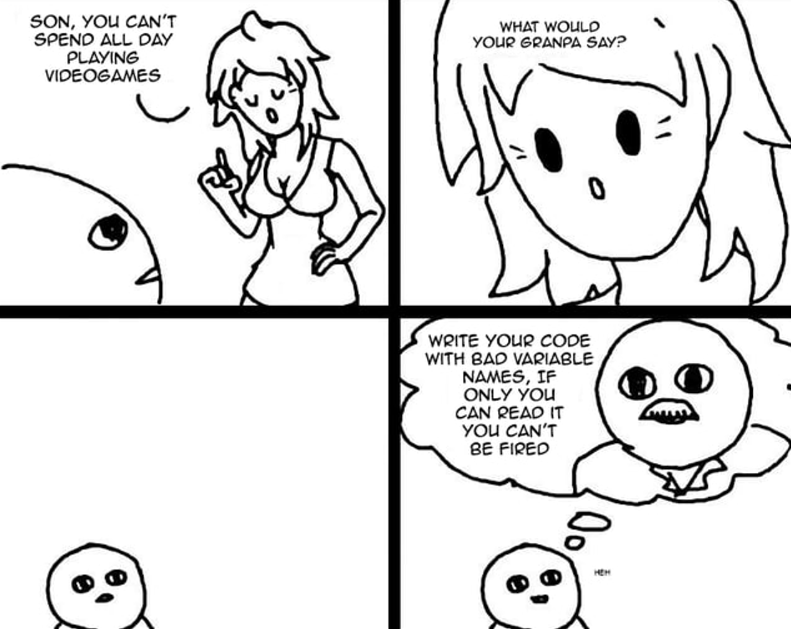 SON, YOU CAN'T
SPEND ALL DAY
PLAYING
VIDEOGAMES
WHAT WOULD
YOUR GRANPA SAY?
WRITE YOUR CODE
WITH BAD VARIABLE
NAMES, IF
ONLY YOU
CAN READ IT
YOU CAN'T
BE FIRED
HEH